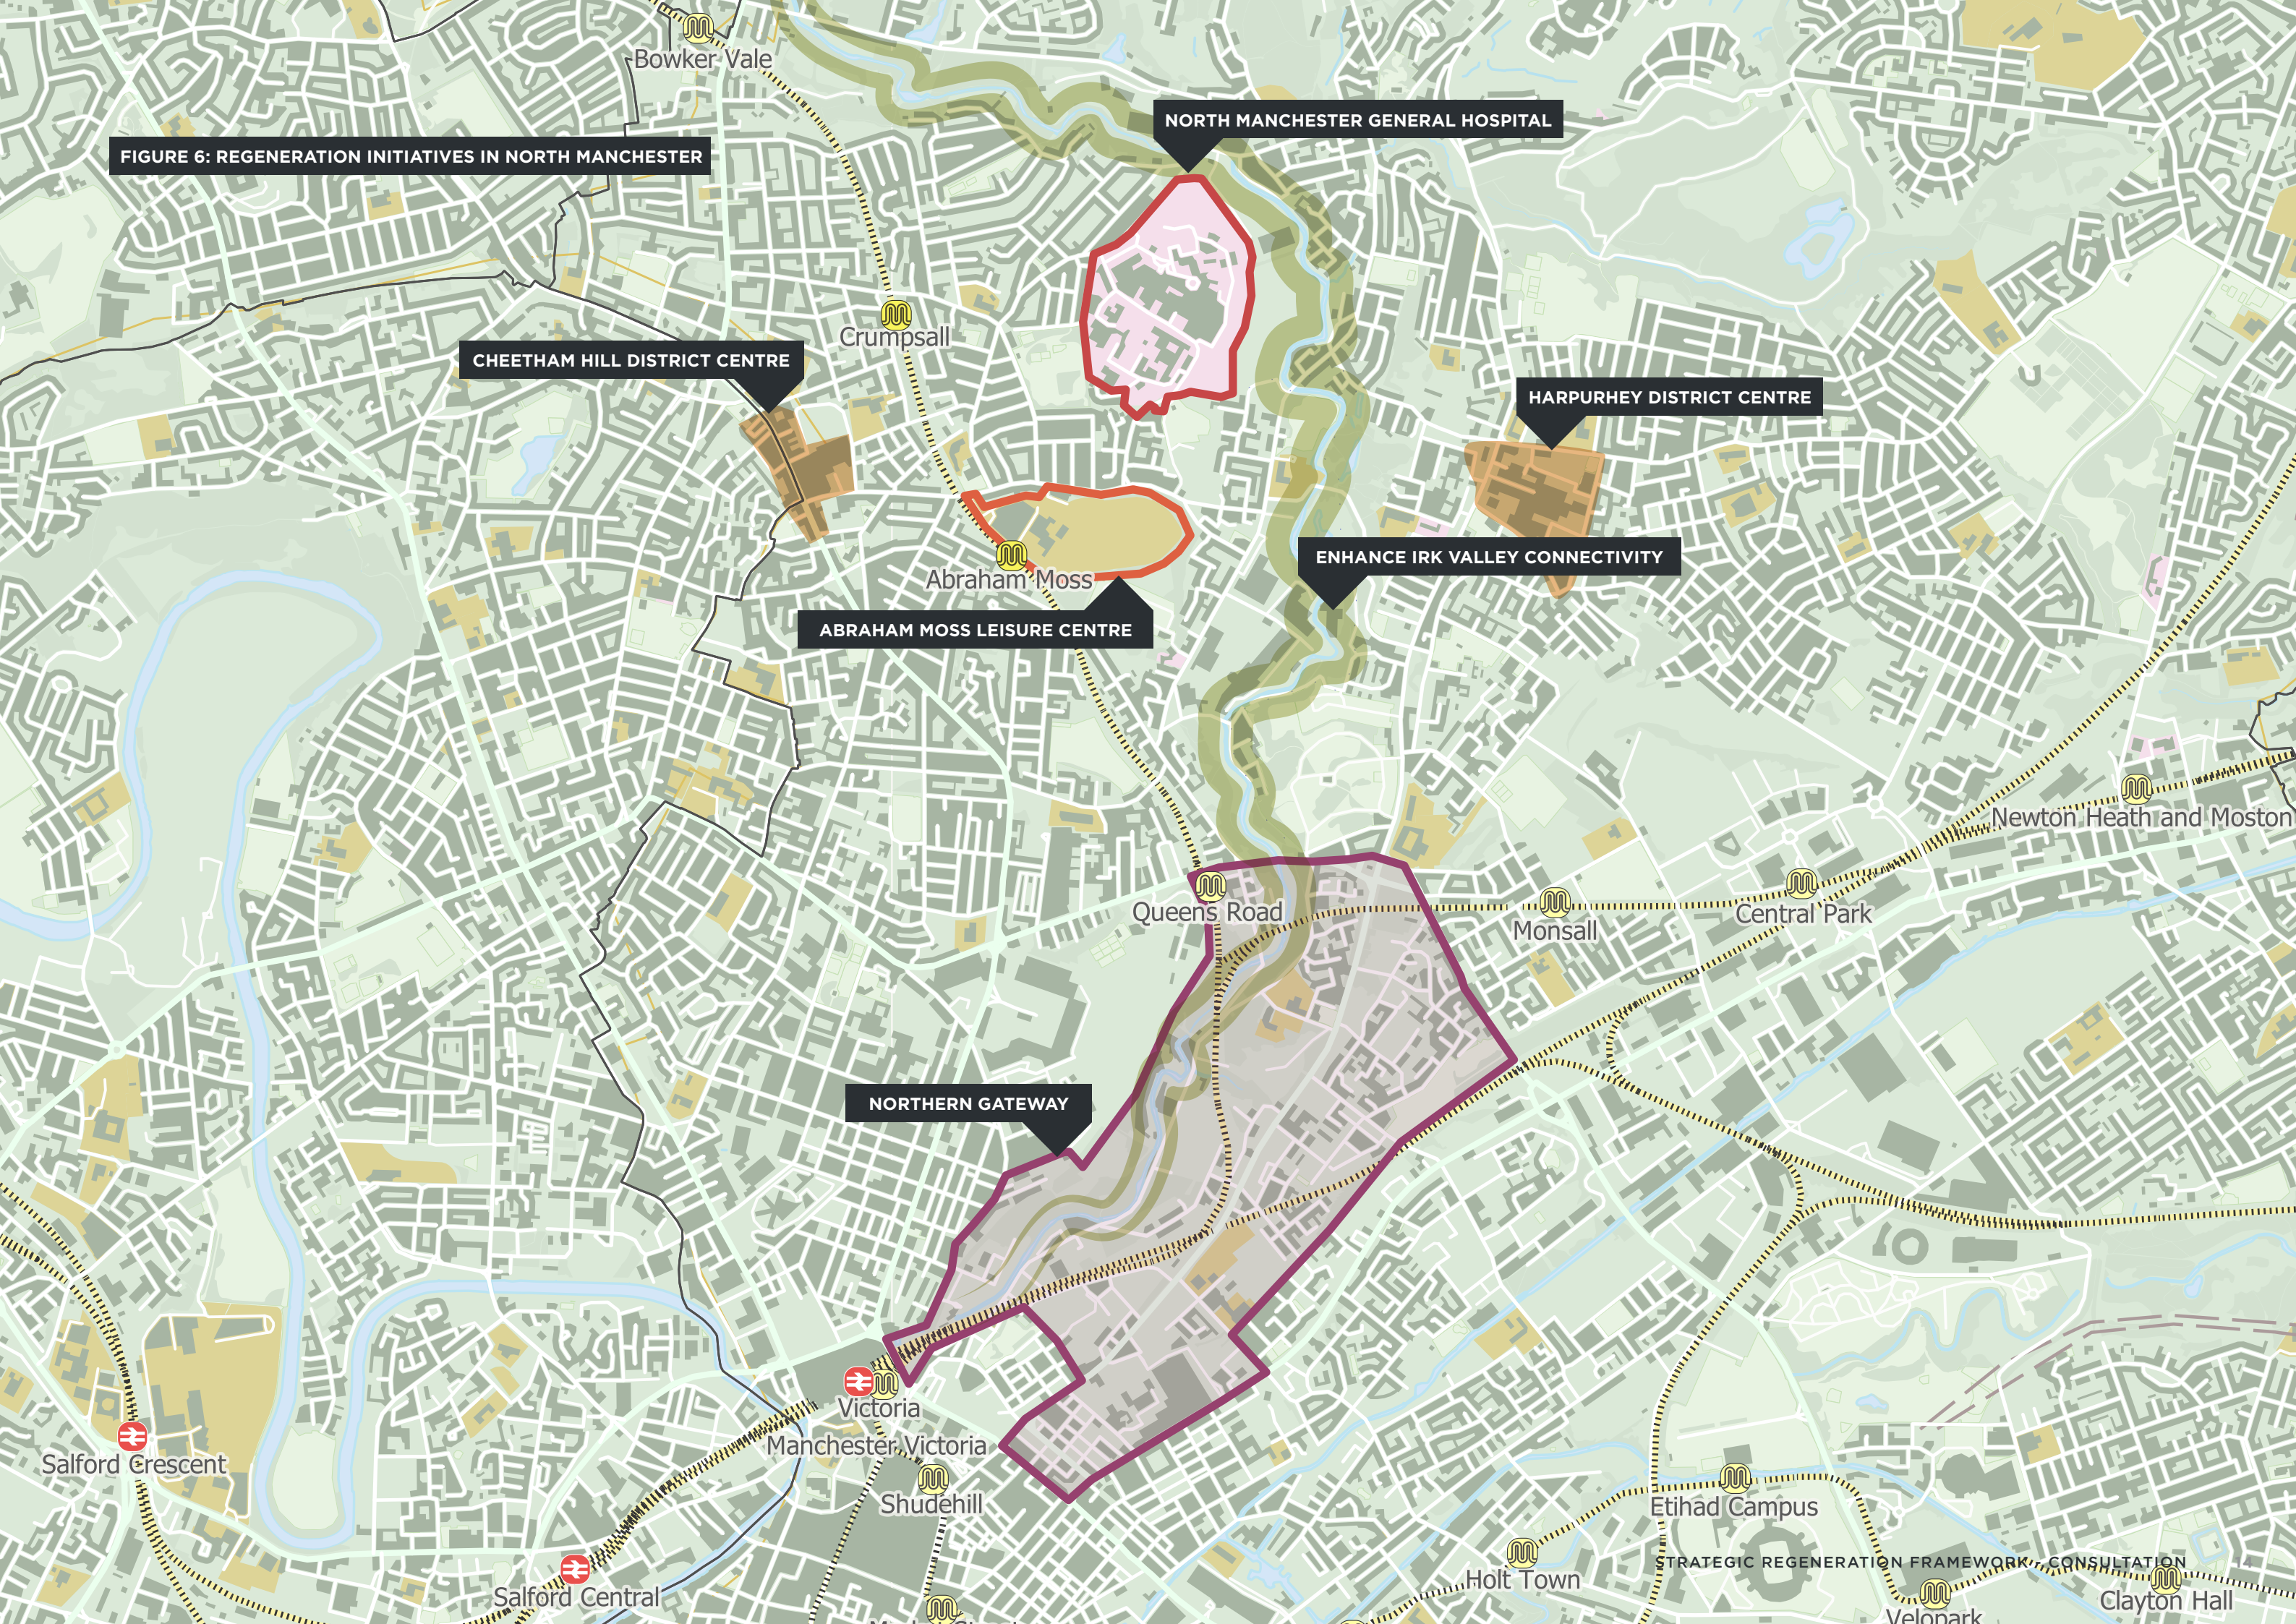 Bowker Vale
NORTH MANCHESTER GENERAL HOSPITAL
FIGURE 6: REGENERATION INITIATIVES IN NORTH MANCHESTER
Crumpsall
CHEETHAM HILL DISTRICT CENTRE
HARPURHEY DISTRICT CENTRE
ENHANCE IRK VALLEY CONNECTIVITY
Abraham Moss
ABRAHAM MOSS LEISURE CENTRE
Newton Heath and Moston
Queens Road
Monsall
Central Park
NORTHERN GATEWAY
Victoria
Manchester Victoria
Salford Crescent
Shudehill
Etihad Campus
STRATEGIC REGENERATION FRAMEWORK - CONSULTATION 14
Holt Town
Salford Central
Clayton Hall
Velopark